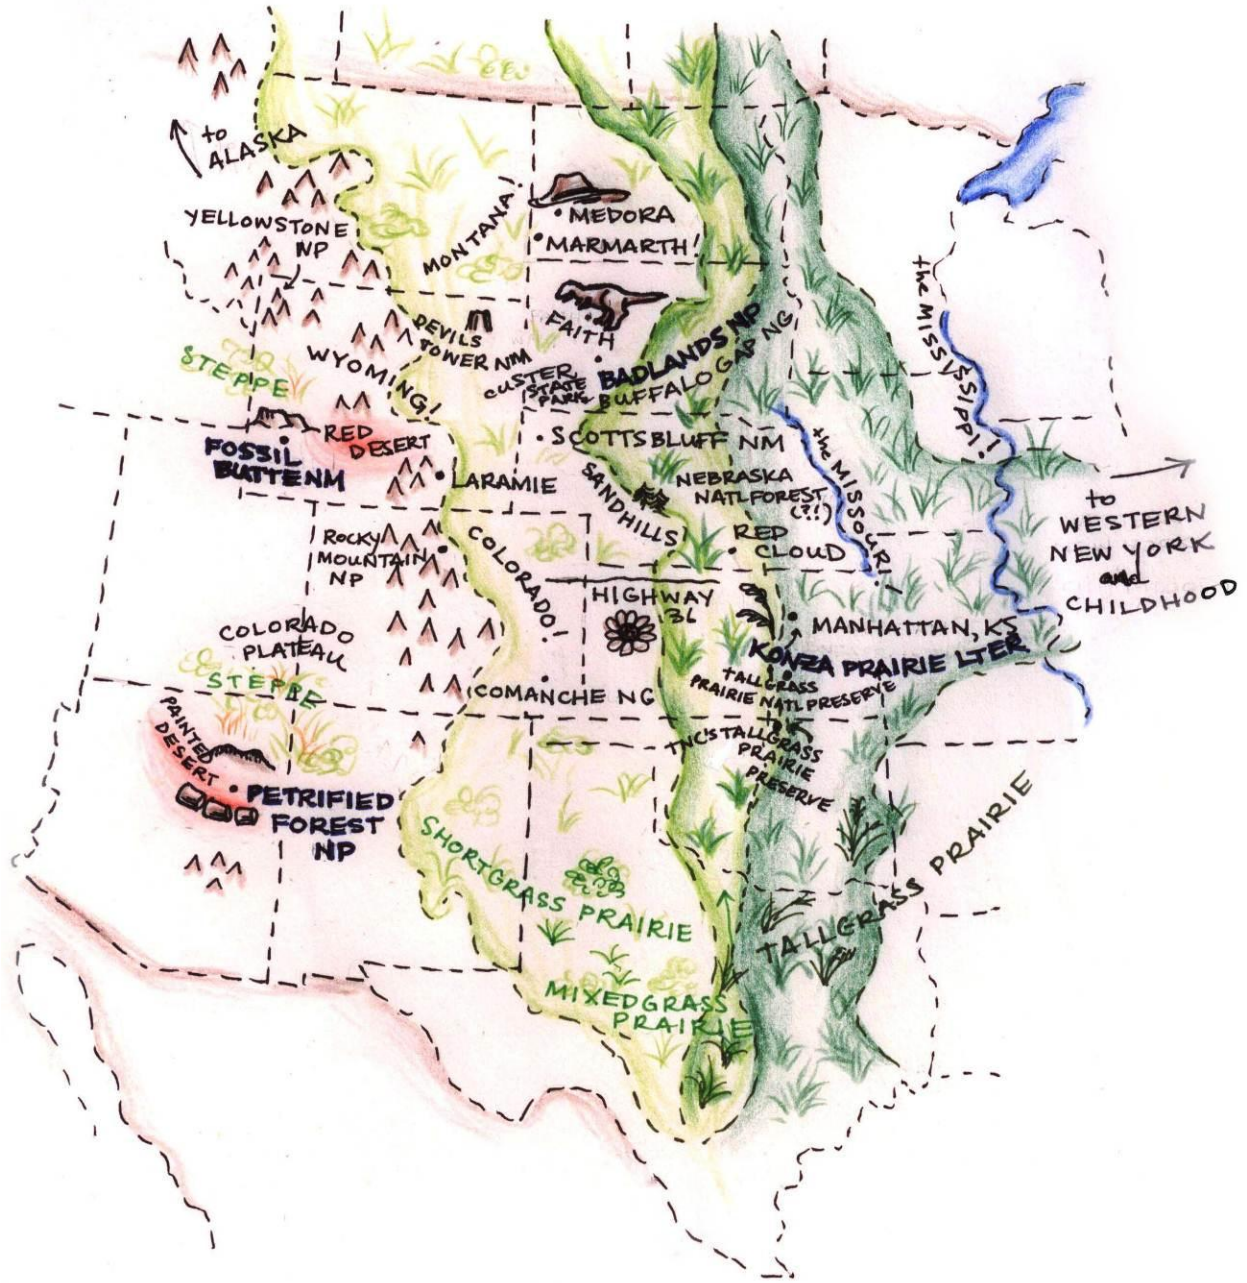 to
ALASKA
YELLOWSTONE
NP
MONTANA!
MEDORA
MARMARTH!
the MISSISSIPPI!
DEVILS
TOWER NM
FAITH
WYOMING!
CUSTER
STATE
PARK
BADLANDS NP
BUFFALO GAP NG
STEPPE
RED
DESERT
FOSSIL
BUTTE NM
SCOTTSBLUFF NM
the MISSOURI!
LARAMIE
SANDHILLS
NEBRASKA
NATL FOREST
(?!)
to
WESTERN
NEW YORK
and
CHILDHOOD
ROCKY
MOUNTAIN
NP
COLORADO!
RED
CLOUD
HIGHWAY
36
MANHATTAN, KS
KONZA PRAIRIE LTER
COLORADO
PLATEAU
STEPPE
COMANCHE NG
TALLGRASS
PRAIRIE NATL PRESERVE
TNC'S TALLGRASS
PRAIRIE
PRESERVE
PAINTED
DESERT
PETRIFIED
FOREST
NP
SHORTGRASS PRAIRIE
TALLGRASS PRAIRIE
MIXEDGRASS
PRAIRIE